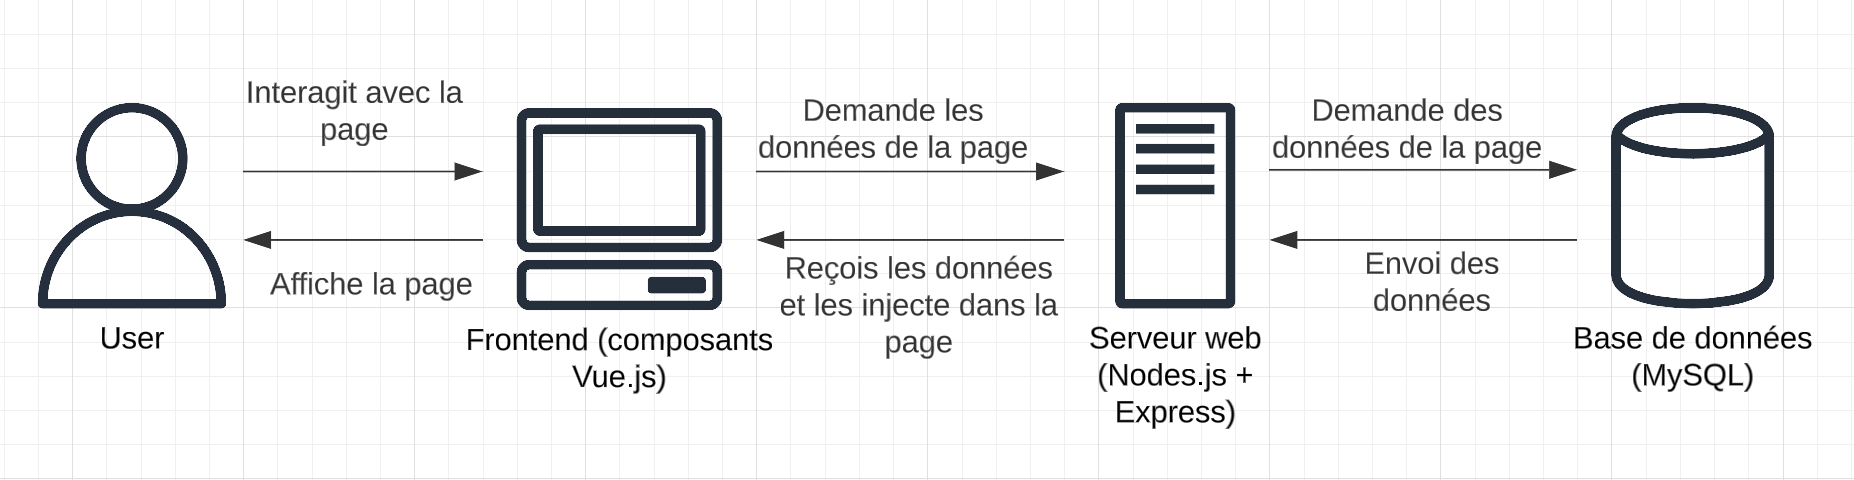 Interagit avec la
page
Affiche la page
User
Frontend (composants
Vue.js)
Demande les
données de la page
Reçois les données
et les injecte dans la
page
Serveur web
(Nodes.js +
Express)
Demande des
données de la page
Envoi des
données
Base de données
(MySQL)